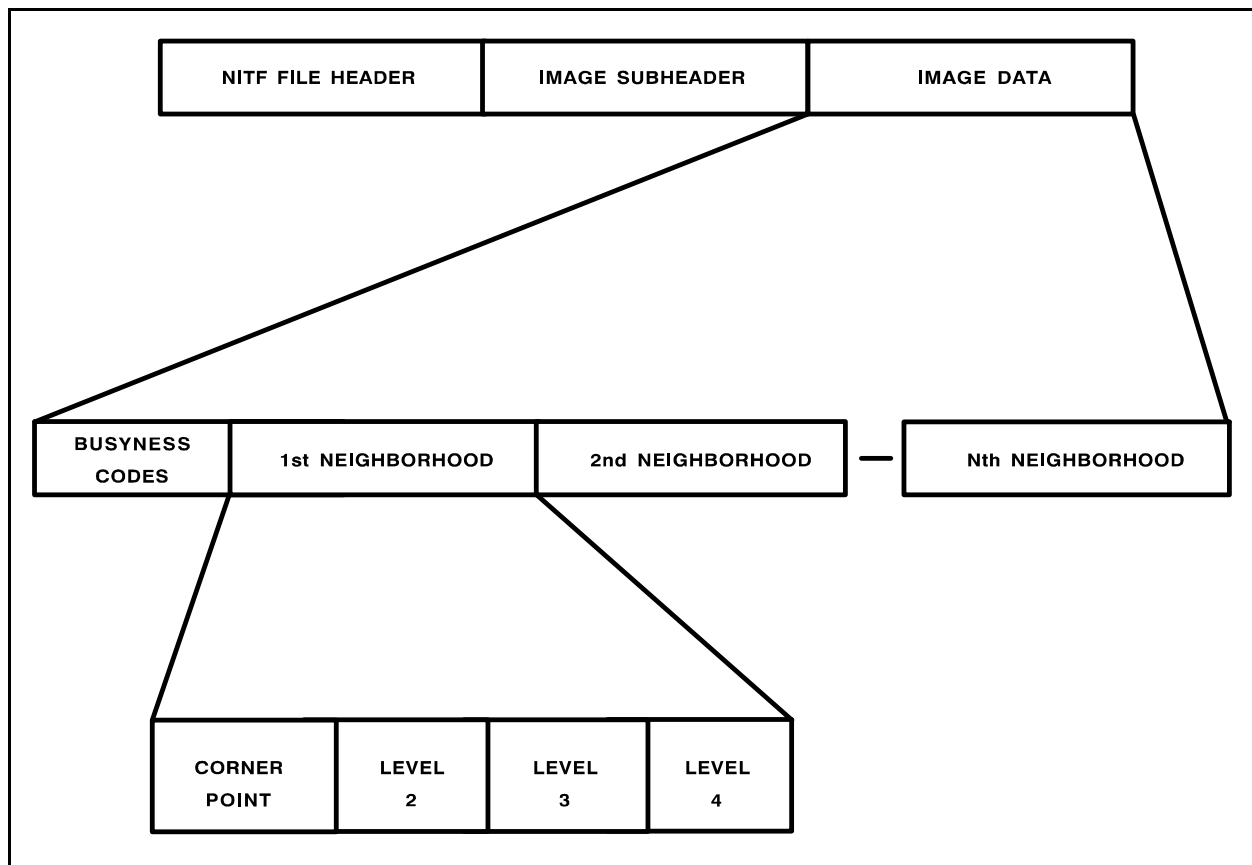 NITF FILE HEADER
IMAGE SUBHEADER
IMAGE DATA
BUSYNESS
CODES
1st NEIGHBORHOOD
2nd NEIGHBORHOOD
Nth NEIGHBORHOOD
CORNER
POINT
LEVEL
2
LEVEL
3
LEVEL
4